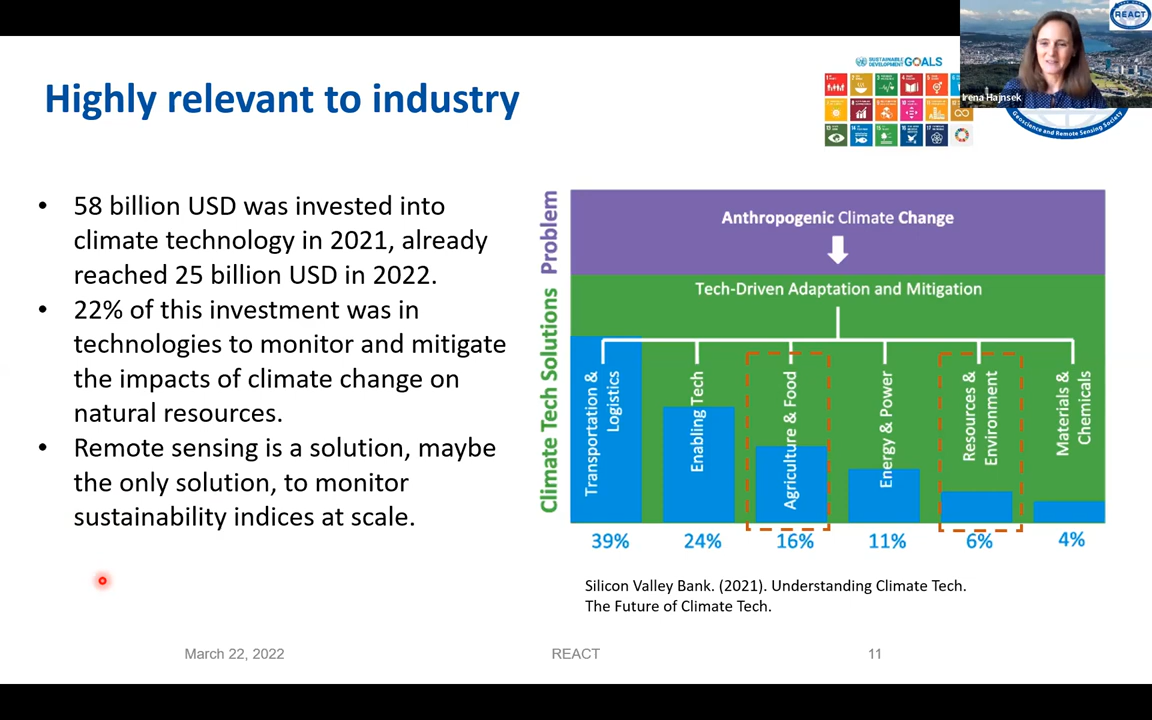 REACT
SUSTAINABLE
DEVELOPMENT GOALS
Irena Hajnsek
Geoscience and Remote Sensing Society
Highly relevant to industry
• 58 billion USD was invested into
climate technology in 2021, already
reached 25 billion USD in 2022.
• 22% of this investment was in
technologies to monitor and mitigate
the impacts of climate change on
natural resources.
• Remote sensing is a solution, maybe
the only solution, to monitor
sustainability indices at scale.
Problem
Climate Tech Solutions
Anthropogenic Climate Change
Tech-Driven Adaptation and Mitigation
Transportation &
Logistics
Enabling Tech
Agriculture & Food
Energy & Power
Resources &
Environment
Materials &
Chemicals
39% 24% 16% 11% 6% 4%
Silicon Valley Bank. (2021). Understanding Climate Tech.
The Future of Climate Tech.
March 22, 2022 REACT 11